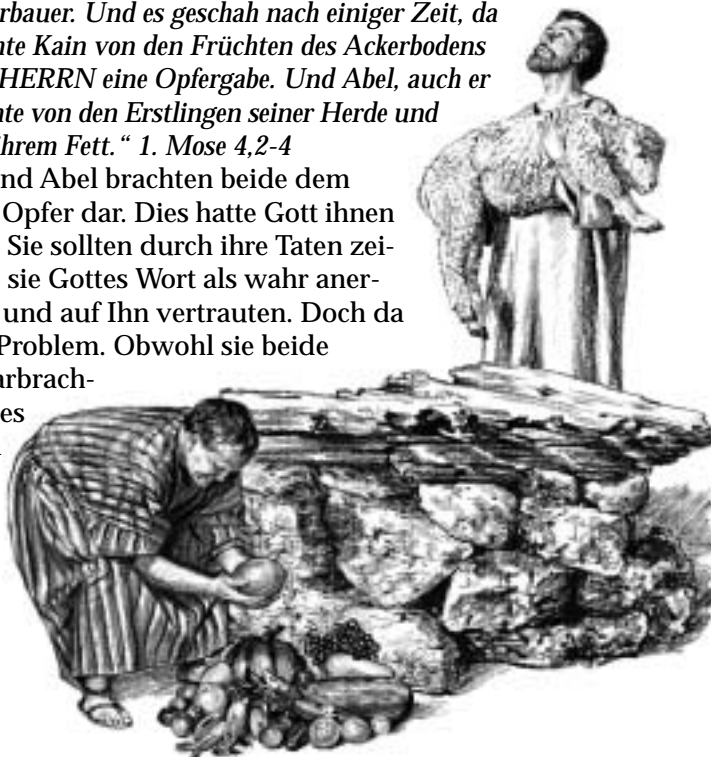 rbauer. Und es geschah nach einiger Zeit, da
hte Kain von den Früchten des Ackerbodens
HERRN eine Opfergabe. Und Abel, auch er
hte von den Erstlingen seiner Herde und
ihrem Fett.“ 1. Mose 4,2-4
nd Abel brachten beide dem
Opfer dar. Dies hatte Gott ihnen
Sie sollten durch ihre Taten zei-
sie Gottes Wort als wahr aner-
und auf Ihn vertrauten. Doch da
Problem. Obwohl sie beide
arbrach-
es